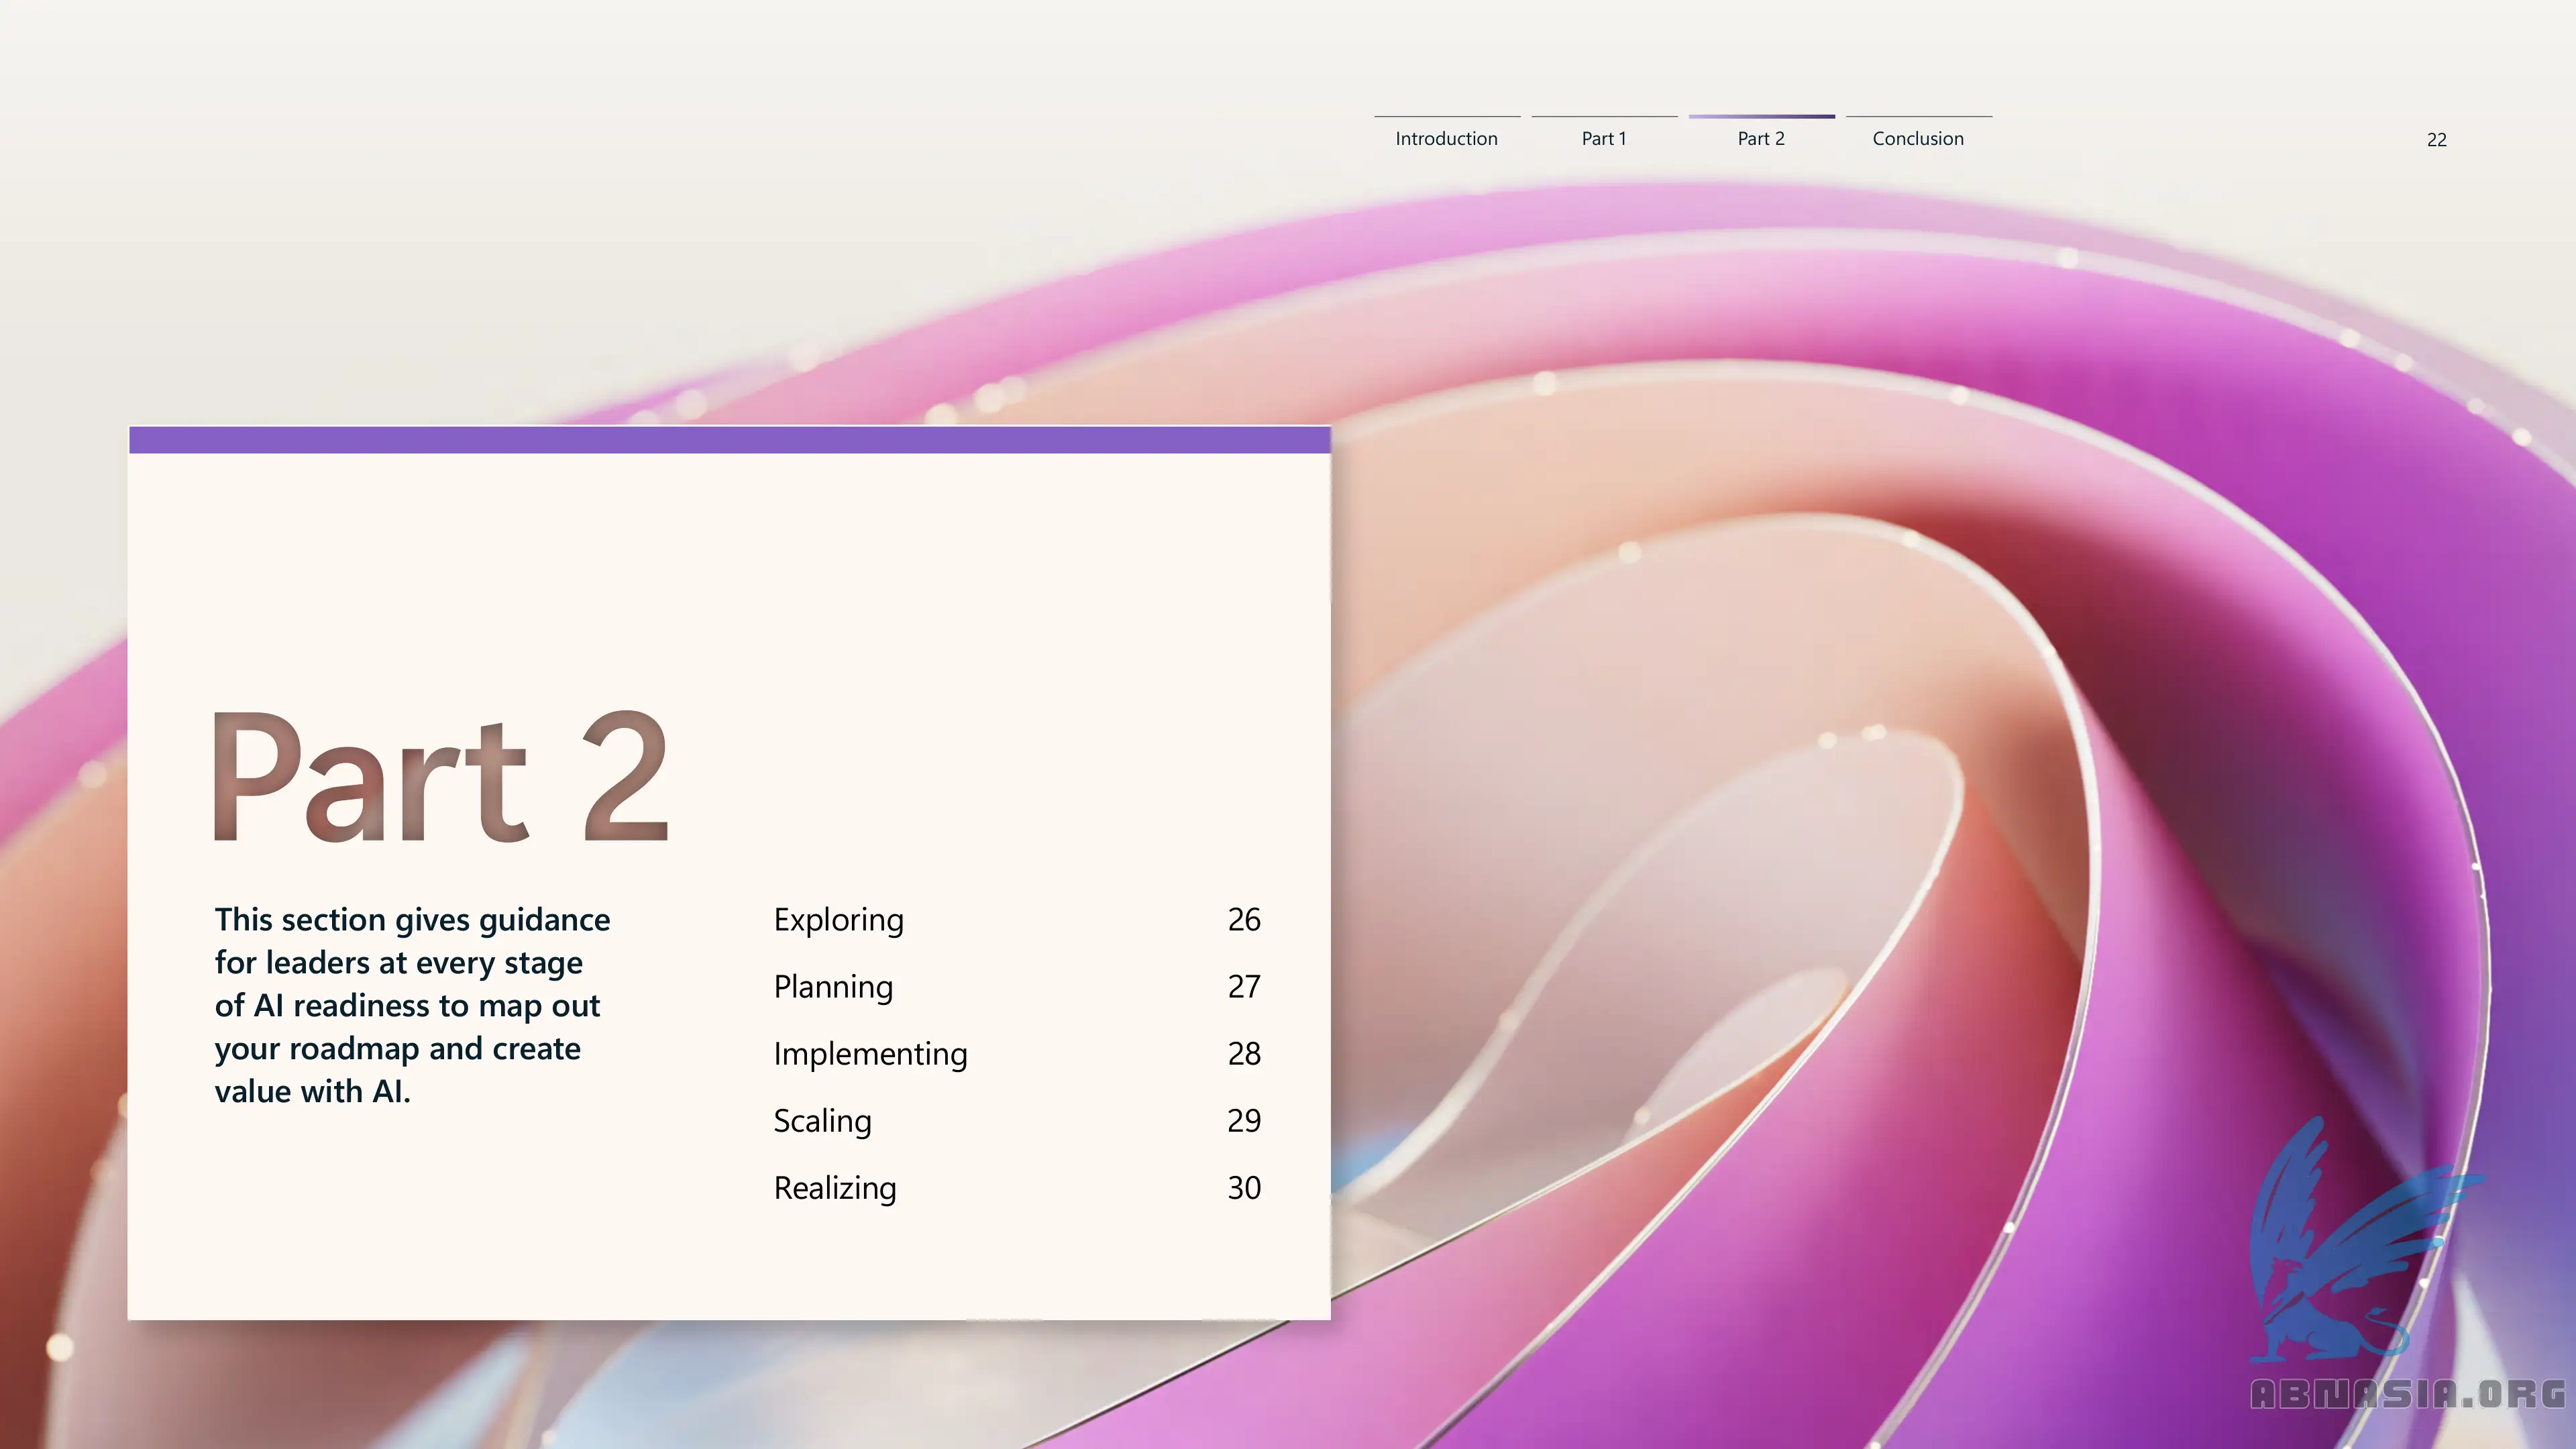 Introduction Part 1 Part 2 Conclusion 22
Part 2
This section gives guidance
for leaders at every stage
of AI readiness to map out
your roadmap and create
value with AI.
Exploring 26
Planning 27
Implementing 28
Scaling 29
Realizing 30
ABNASIA.ORG